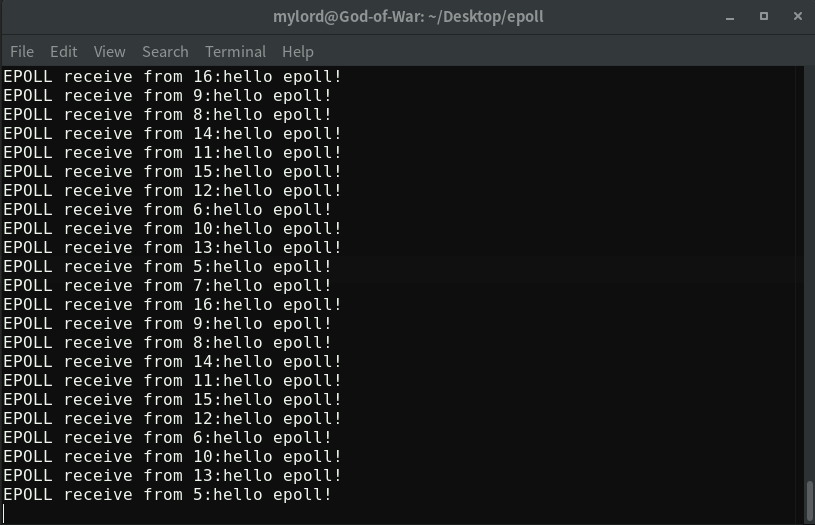 mylord@God-of-War: ~/Desktop/epoll
File Edit View Search Terminal Help
EPOLL receive from 16:hello epoll!
EPOLL receive from 9:hello epoll!
EPOLL receive from 8:hello epoll!
EPOLL receive from 14:hello epoll!
EPOLL receive from 11:hello epoll!
EPOLL receive from 15:hello epoll!
EPOLL receive from 12:hello epoll!
EPOLL receive from 6:hello epoll!
EPOLL receive from 10:hello epoll!
EPOLL receive from 13:hello epoll!
EPOLL receive from 5:hello epoll!
EPOLL receive from 7:hello epoll!
EPOLL receive from 16:hello epoll!
EPOLL receive from 9:hello epoll!
EPOLL receive from 8:hello epoll!
EPOLL receive from 14:hello epoll!
EPOLL receive from 11:hello epoll!
EPOLL receive from 15:hello epoll!
EPOLL receive from 12:hello epoll!
EPOLL receive from 6:hello epoll!
EPOLL receive from 10:hello epoll!
EPOLL receive from 13:hello epoll!
EPOLL receive from 5:hello epoll!